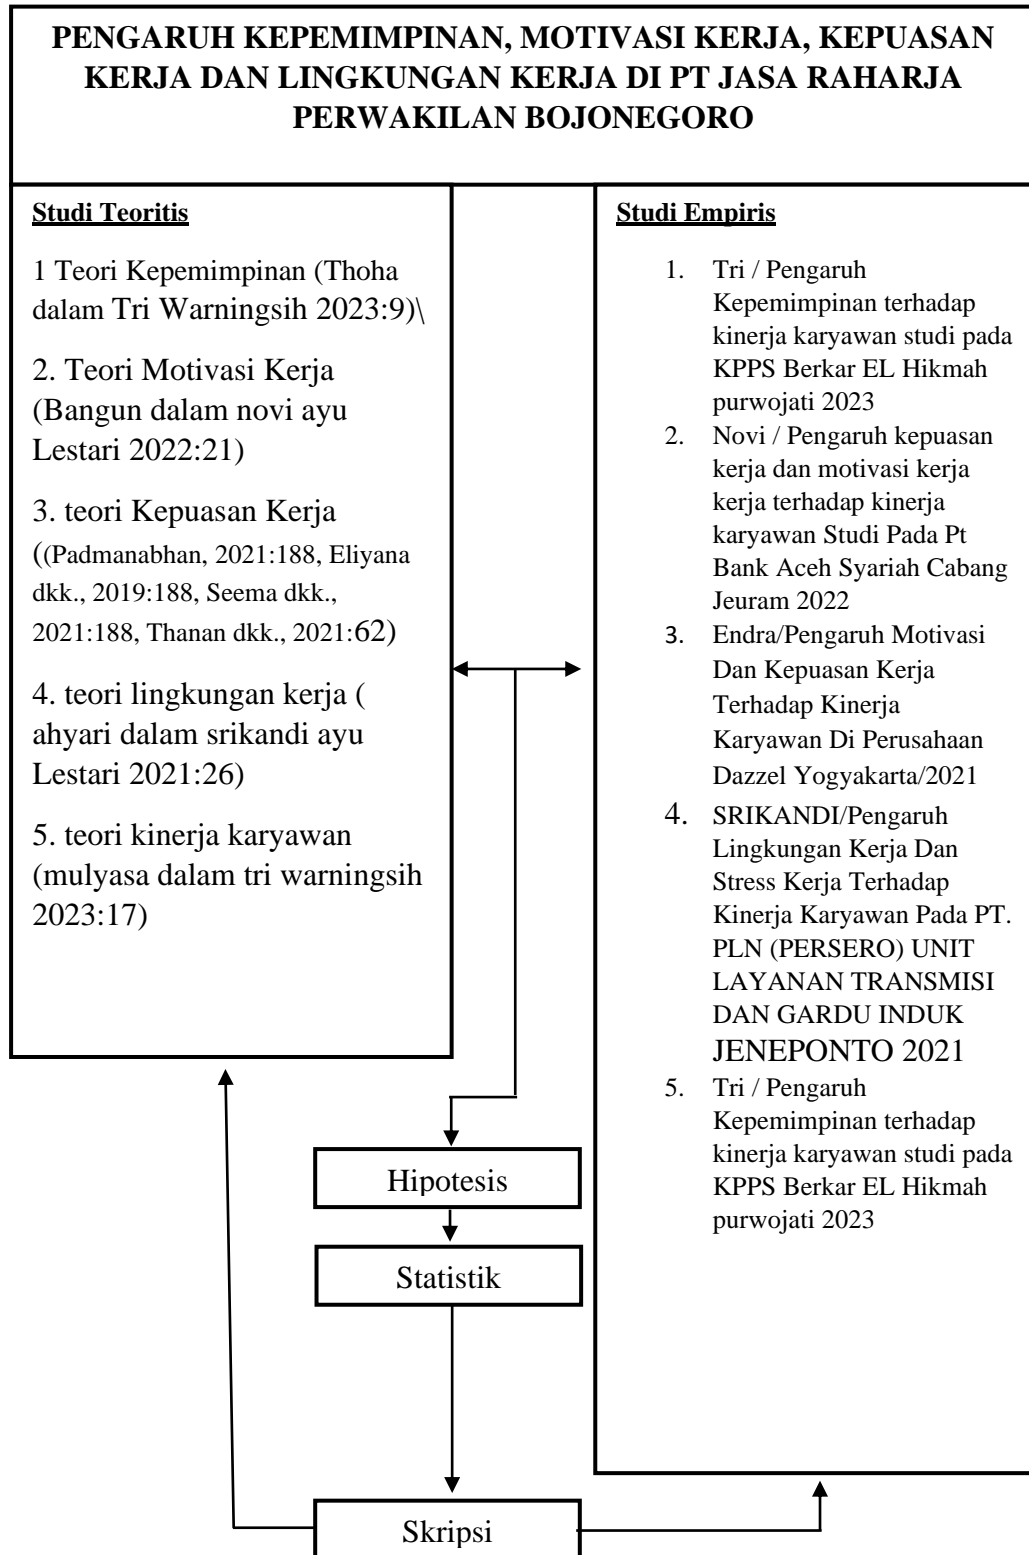 PENGARUH KEPEMIMPINAN, MOTIVASI KERJA, KEPUASAN
KERJA DAN LINGKUNGAN KERJA DI PT JASA RAHARJA
PERWAKILAN BOJONEGORO
Studi Teoritis
1 Teori Kepemimpinan (Thoha
dalam Tri Warningsih 2023:9)\
2. Teori Motivasi Kerja
(Bangun dalam novi ayu
Lestari 2022:21)
3. teori Kepuasan Kerja
((Padmanabhan, 2021:188, Eliyana
dkk., 2019:188, Seema dkk.,
2021:188, Thanan dkk., 2021:62)
4. teori lingkungan kerja (
ahyari dalam srikandi ayu
Lestari 2021:26)
5. teori kinerja karyawan
(mulyasa dalam tri warningsih
2023:17)
Studi Empiris
1. Tri / Pengaruh
Kepemimpinan terhadap
kinerja karyawan studi pada
KPPS Berkar EL Hikmah
purwojati 2023
2. Novi / Pengaruh kepuasan
kerja dan motivasi kerja
kerja terhadap kinerja
karyawan Studi Pada Pt
Bank Aceh Syariah Cabang
Jeuram 2022
3. Endra/Pengaruh Motivasi
Dan Kepuasan Kerja
Terhadap Kinerja
Karyawan Di Perusahaan
Dazzel Yogyakarta/2021
4. SRIKANDI/Pengaruh
Lingkungan Kerja Dan
Stress Kerja Terhadap
Kinerja Karyawan Pada PT.
PLN (PERSERO) UNIT
LAYANAN TRANSMISI
DAN GARDU INDUK
JENEPONTO 2021
5. Tri / Pengaruh
Kepemimpinan terhadap
kinerja karyawan studi pada
KPPS Berkar EL Hikmah
purwojati 2023
Hipotesis
Statistik
Skripsi